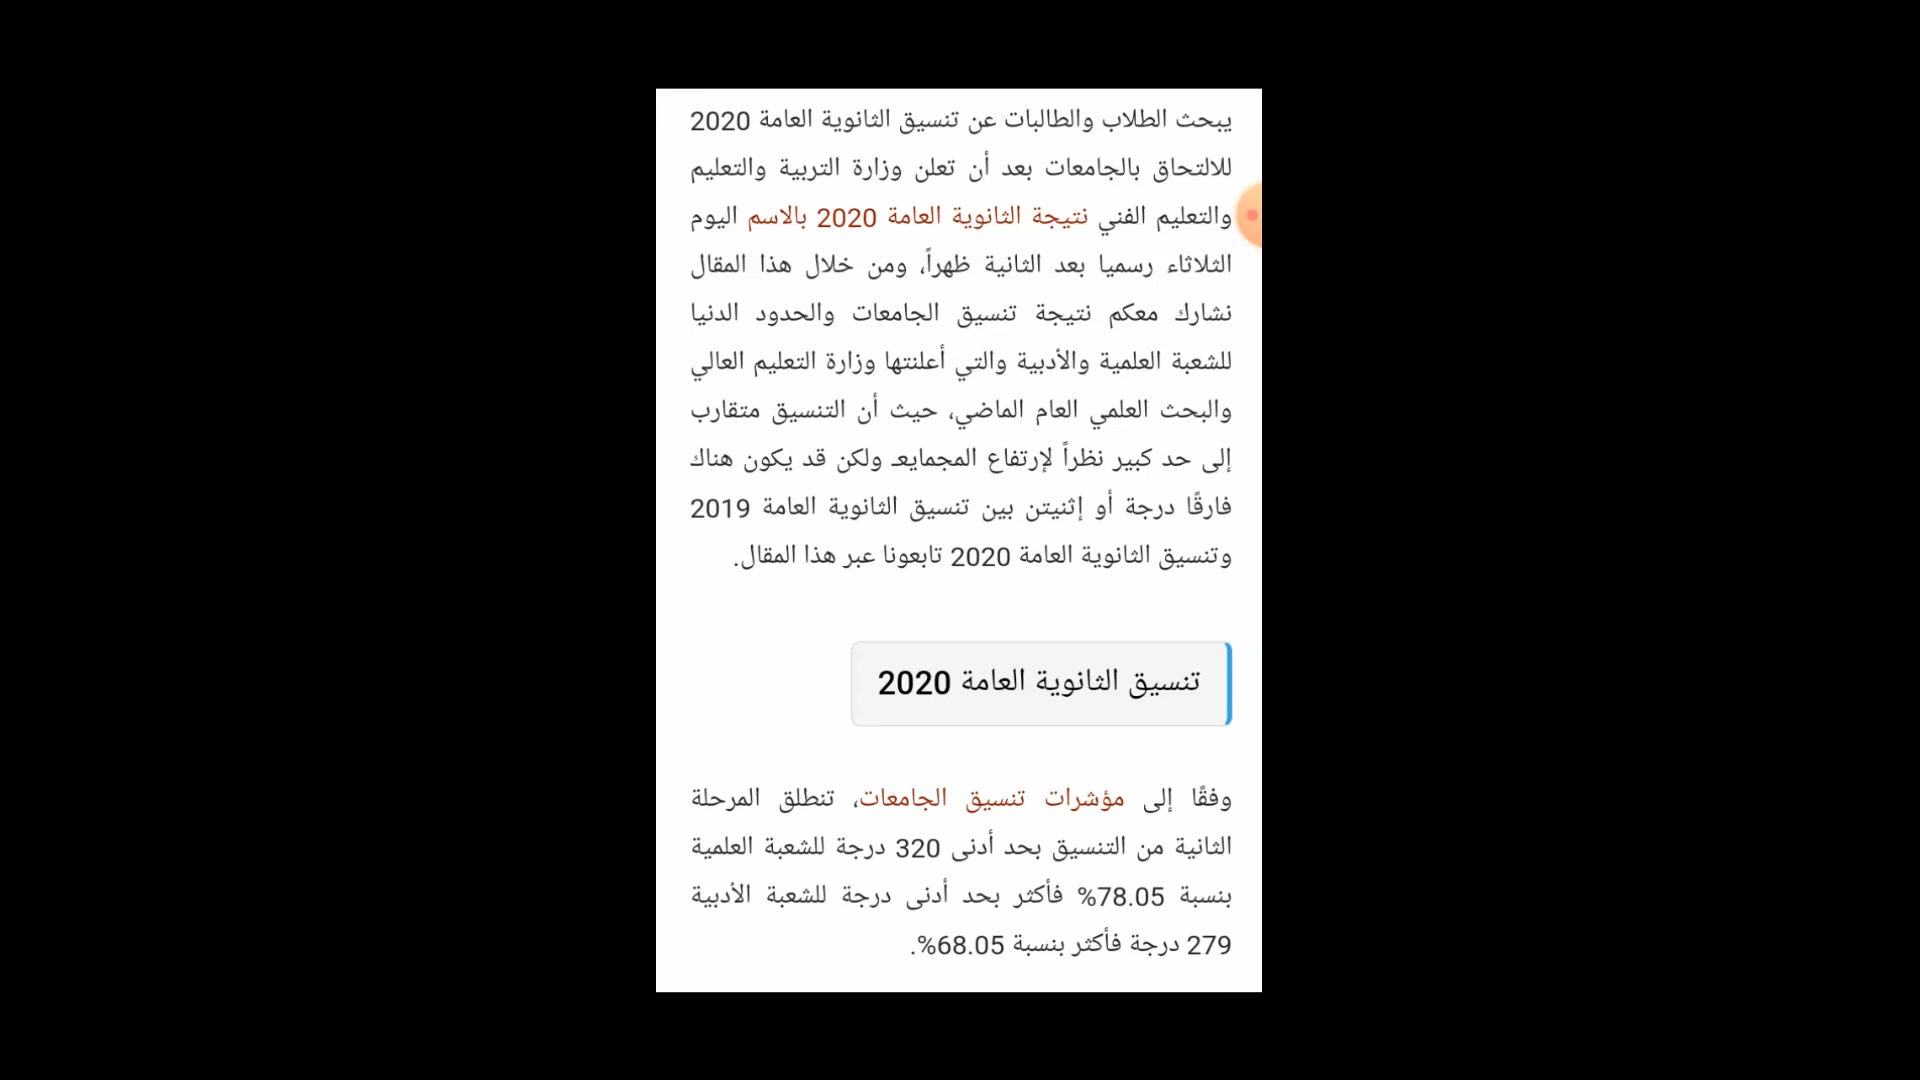 يبحث الطلاب والطالبات عن تنسيق الثانوية العامة 2020
للالتحاق بالجامعات بعد أن تعلن وزارة التربية والتعليم
والتعليم الفني نتيجة الثانوية العامة 2020 بالاسم اليوم
الثلاثاء رسميا بعد الثانية ظهراً، ومن خلال هذا المقال
نشارك معكم نتيجة تنسيق الجامعات والحدود الدنيا
للشعبة العلمية والأدبية والتي أعلنتها وزارة التعليم العالي
والبحث العلمي العام الماضي، حيث أن التنسيق متقارب
إلى حد كبير نظراً لإرتفاع المجمايعـ ولكن قد يكون هناك
فارقًا درجة أو إثنيتن بين تنسيق الثانوية العامة 2019
وتنسيق الثانوية العامة 2020 تابعونا عبر هذا المقال.
تنسيق الثانوية العامة 2020
وفقًا إلى مؤشرات تنسيق الجامعات، تنطلق المرحلة
الثانية من التنسيق بحد أدنى 320 درجة للشعبة العلمية
بنسبة 78.05% فأكثر بحد أدنى درجة للشعبة الأدبية
279 درجة فأكثر بنسبة 68.05%.